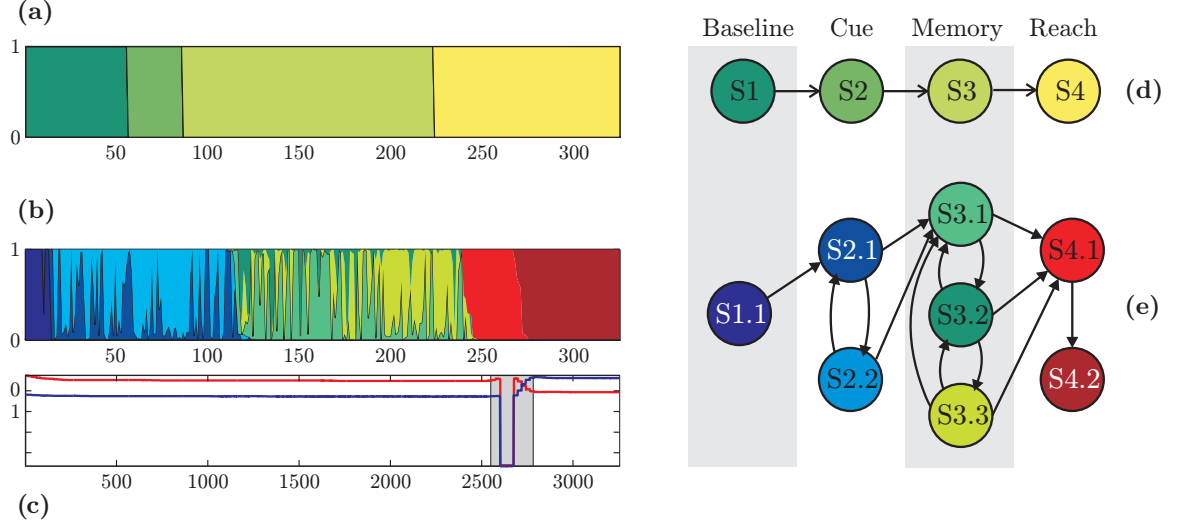 (a)
1
0
50 100 150 200 250 300
(b)
1
0
50 100 150 200 250 300
0
1
500 1000 1500 2000 2500 3000
(c)
Baseline Cue Memory Reach
S1 S2 S3 S4
(d)
S3.1
S2.1 S4.1
S1.1 S3.2
(e)
S2.2 S4.2
S3.3